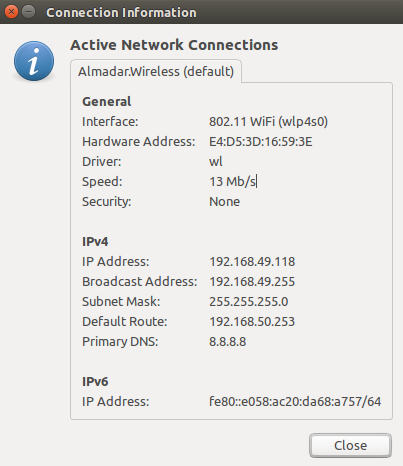 Connection Information
Active Network Connections
Almadar.Wireless (default)
General
Interface: 802.11 WiFi (wlp4s0)
Hardware Address: E4:D5:3D:16:59:3E
Driver: wl
Speed: 13 Mb/s
Security: None
IPv4
IP Address: 192.168.49.118
Broadcast Address: 192.168.49.255
Subnet Mask: 255.255.255.0
Default Route: 192.168.50.253
Primary DNS: 8.8.8.8
IPv6
IP Address: fe80::e058:ac20:da68:a757/64
Close